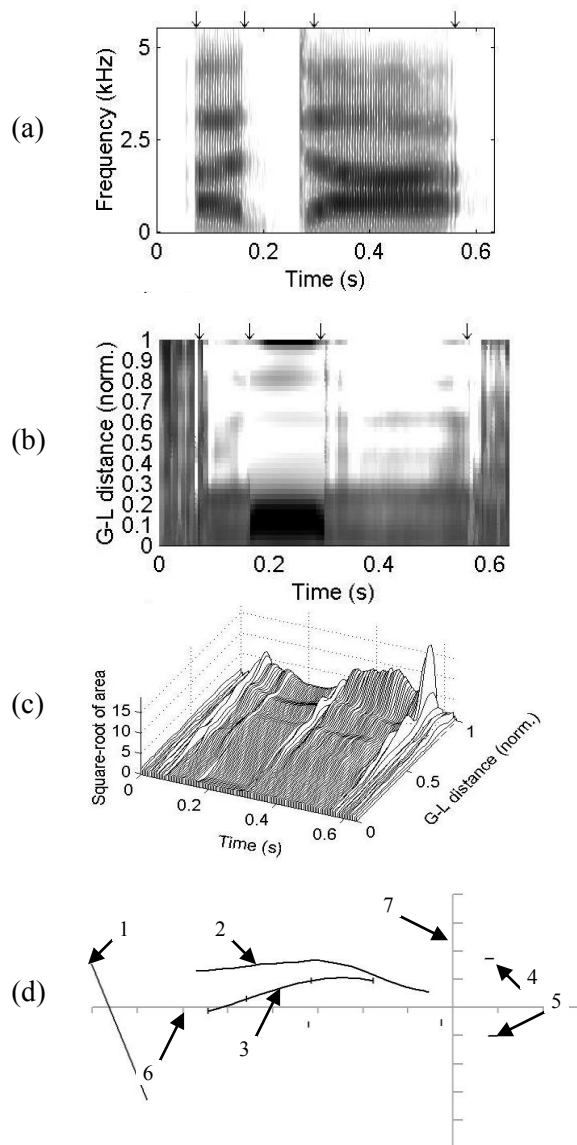 (a)
Frequency (kHz)
5
2.5
0
0 0.2 0.4 0.6
Time (s)
(b)
G-L distance (norm.)
1
0.9
0.8
0.7
0.6
0.5
0.4
0.3
0.2
0.1
0
0 0.2 0.4 0.6
Time (s)
(c)
Square-root of area
15
10
5
0
0 0.2 0.4 0.6
Time (s)
0 0.5 1
G-L distance (norm.)
(d)
1 2 7
4
5
6 3